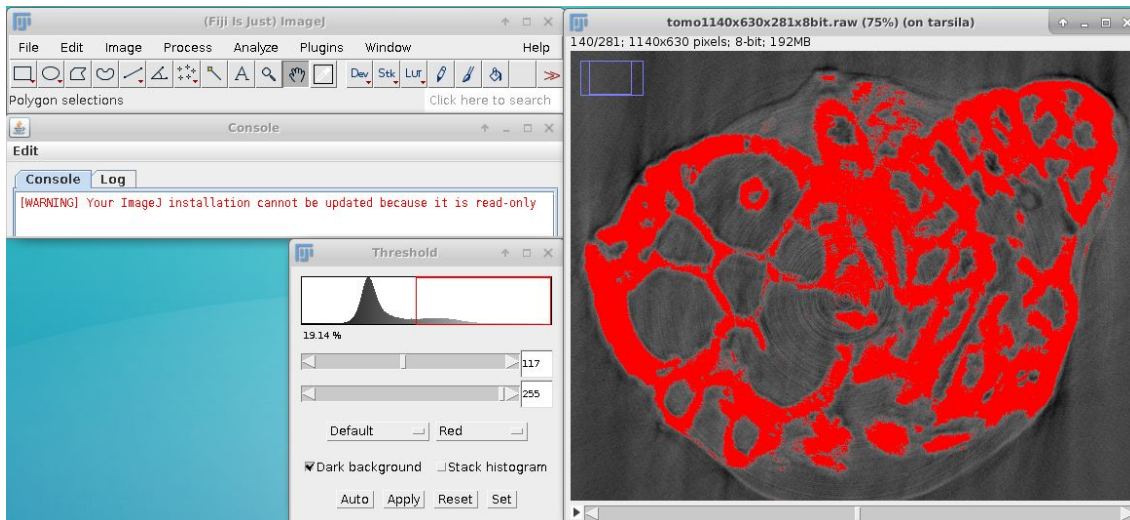 (Fiji Is Just) ImageJ
File Edit Image Process Analyze Plugins Window Help
A Dev Stk LUT >>
Polygon selections Click here to search
Console
Edit
Console Log
[WARNING] Your ImageJ installation cannot be updated because it is read-only
Threshold
19.14 %
117
255
Default Red
Dark background Stack histogram
Auto Apply Reset Set
tomo1140x630x281x8bit.raw (75%) (on tarsila)
140/281; 1140x630 pixels; 8-bit; 192MB